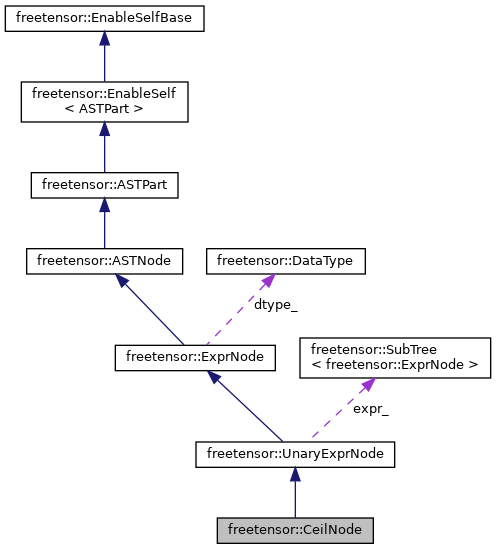 freetensor::EnableSelfBase
freetensor::EnableSelf
< ASTPart >
freetensor::ASTPart
freetensor::ASTNode
freetensor::DataType
dtype_
freetensor::ExprNode
freetensor::SubTree
< freetensor::ExprNode >
expr_
freetensor::UnaryExprNode
freetensor::CeilNode